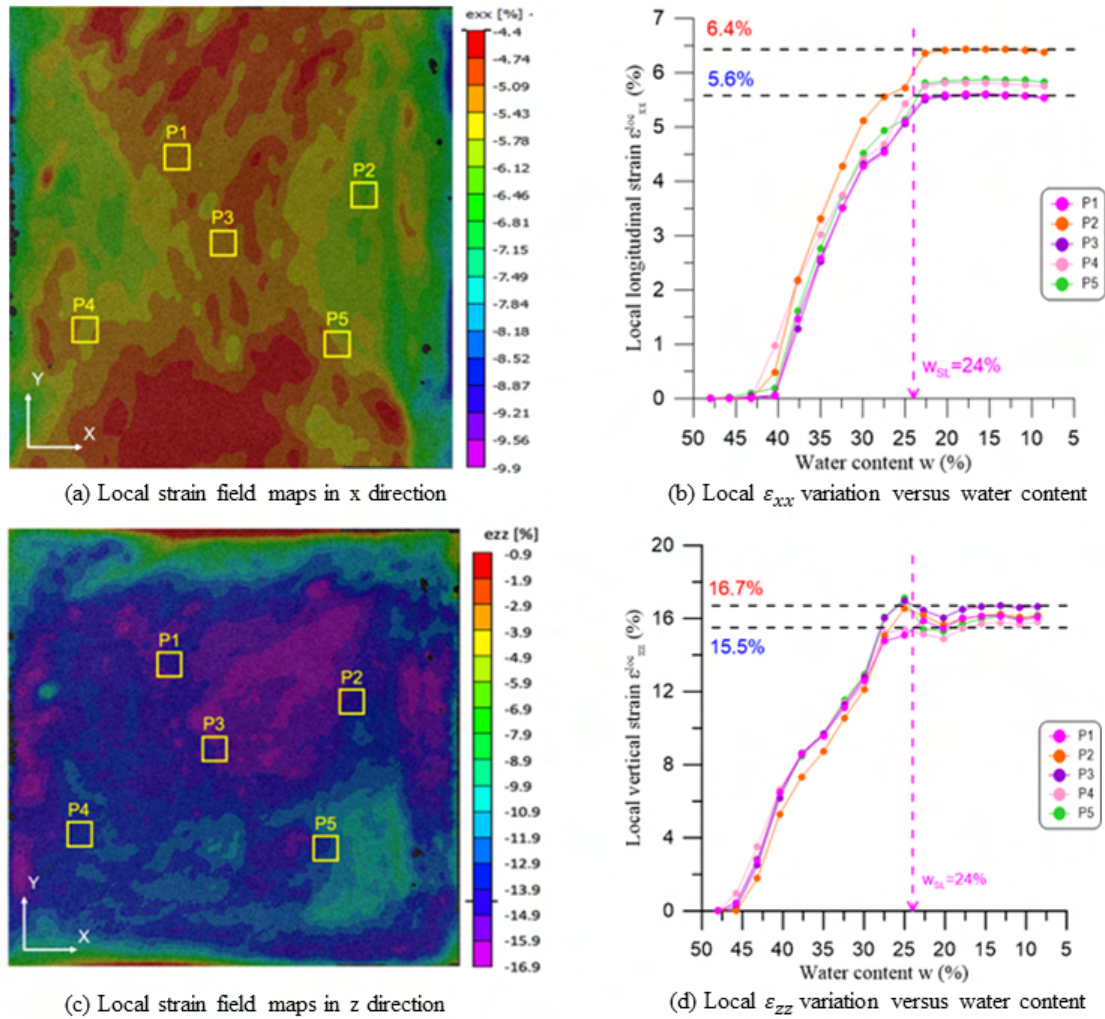 exx [%] -
-4.4
-4.74
-5.09
-5.43
-5.78
-6.12
-6.46
-6.81
-7.15
-7.49
-7.84
-8.18
-8.52
-8.87
-9.21
-9.56
-9.9
P1
P2
P3
P4
P5
Y
X
(a) Local strain field maps in x direction
7
6
5
4
3
2
1
0
6.4%
5.6%
Local longitudinal strain εˡᵒᶜₓₓ (%)
P1
P2
P3
P4
P5
w_SL=24%
50 45 40 35 30 25 20 15 10 5
Water content w (%)
(b) Local εₓₓ variation versus water content
ezz [%]
-0.9
-1.9
-2.9
-3.9
-4.9
-5.9
-6.9
-7.9
-8.9
-9.9
-10.9
-11.9
-12.9
-13.9
-14.9
-15.9
-16.9
P1
P2
P3
P4
P5
Y
X
(c) Local strain field maps in z direction
20
16
12
8
4
0
16.7%
15.5%
Local vertical strain εˡᵒᶜ_zz (%)
P1
P2
P3
P4
P5
w_SL=24%
50 45 40 35 30 25 20 15 10 5
Water content w (%)
(d) Local ε_zz variation versus water content